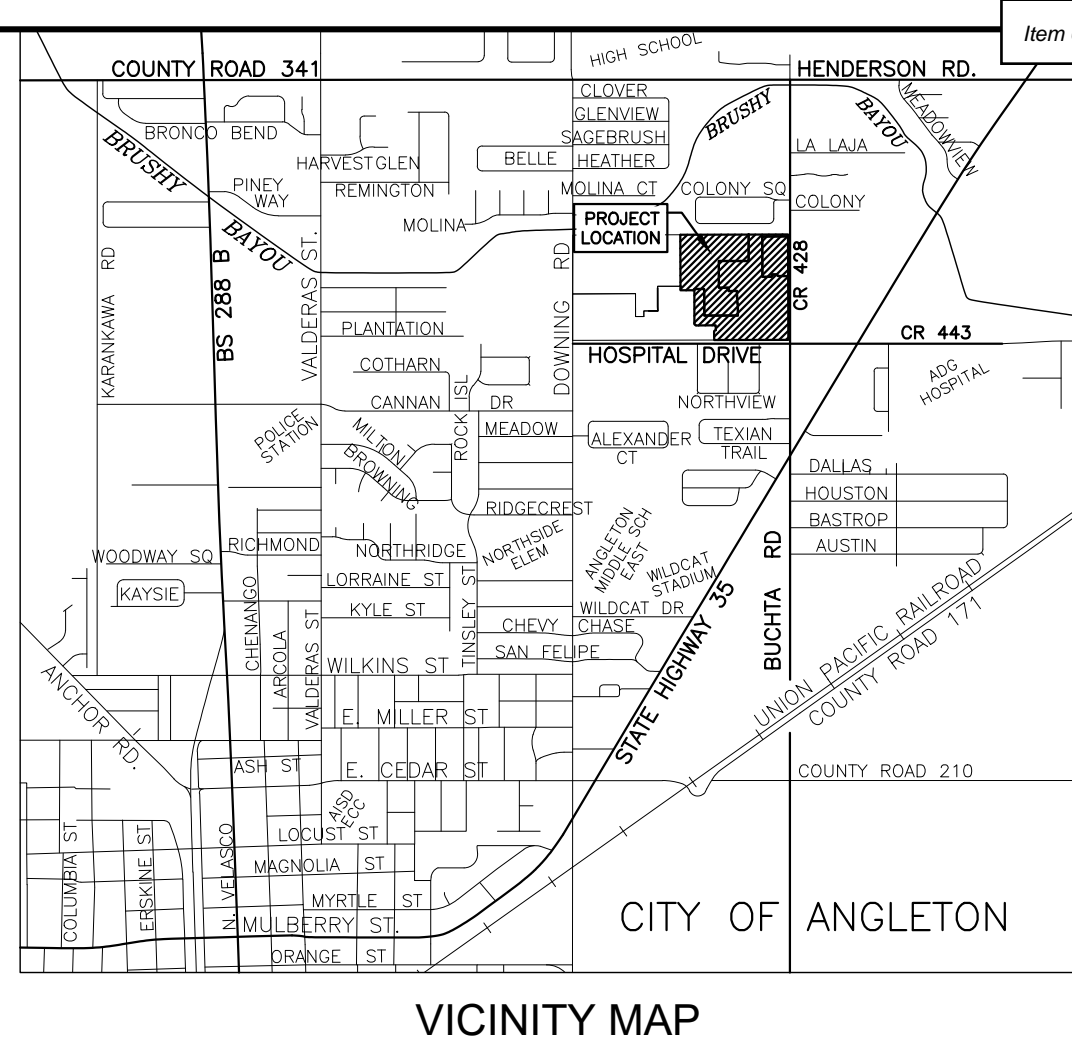 Item
HIGH SCHOOL
COUNTY ROAD 341
HENDERSON RD.
CLOVER
GLENVIEW
SAGEBRUSH
HEATHER
BELLE
BRUSHY
BAYOU
MEADOWVIEW
LA LAJA
BRONCO BEND
BRUSHY
BAYOU
HARVEST GLEN
REMINGTON
PINEY
WAY
MOLINA CT
COLONY SQ
COLONY
MOLINA
PROJECT
LOCATION
KARANKAWA RD
BS 288 B
VALDERAS ST.
DOWNING RD
CR 428
PLANTATION
CR 443
HOSPITAL DRIVE
COTHARN
CANNAN DR
ROCK ISL
ADG
HOSPITAL
NORTHVIEW
POLICE
STATION
MILTON
BROWNING
MEADOW
ALEXANDER
CT
TEXIAN
TRAIL
DALLAS
HOUSTON
BASTROP
AUSTIN
RIDGECREST
NORTHSIDE
ELEM
ANGLETON
MIDDLE SCH
EAST
WILDCAT
STADIUM
WOODWAY SQ
RICHMOND
NORTHRIDGE
LORRAINE ST
KAYSIE
KYLE ST
CHENANGO
ARCOLA
VALDERAS ST
TINSLEY ST
WILDCAT DR
CHEVY CHASE
SAN FELIPE
WILKINS ST
STATE HIGHWAY 35
BUCHTA RD
UNION PACIFIC RAILROAD
COUNTY ROAD 171
ANCHOR RD.
E. MILLER ST
ASH ST
E. CEDAR ST
COUNTY ROAD 210
AISD
ECC
LOCUST ST
COLUMBIA ST
ERSKINE ST
N. VELASCO
MAGNOLIA ST
MYRTLE ST
MULBERRY ST.
ORANGE ST
CITY OF ANGLETON
VICINITY MAP